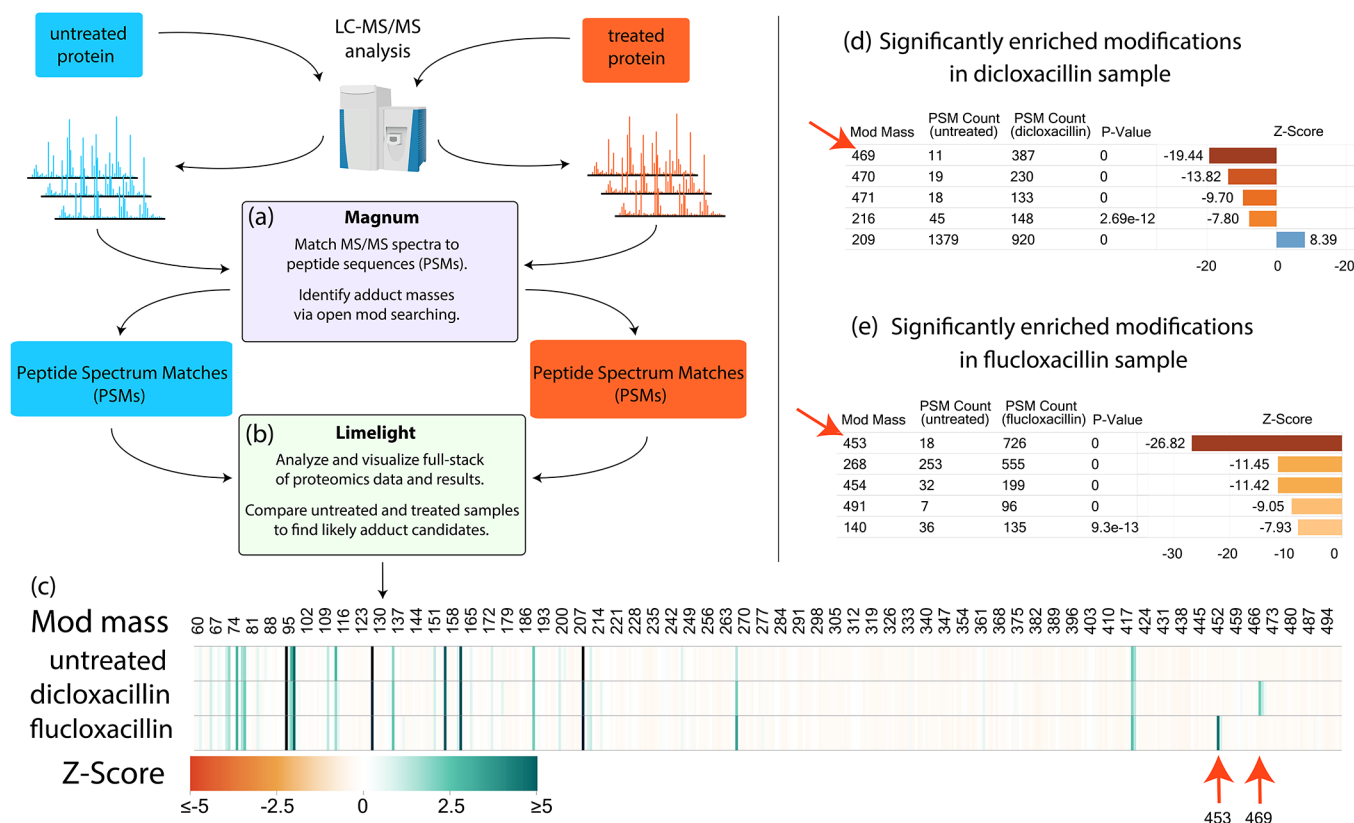 untreated
protein
LC-MS/MS
analysis
treated
protein
(a)
Magnum
Match MS/MS spectra to
peptide sequences (PSMs).
Identify adduct masses
via open mod searching.
Peptide Spectrum Matches
(PSMs)
Peptide Spectrum Matches
(PSMs)
(b)
Limelight
Analyze and visualize full-stack
of proteomics data and results.
Compare untreated and treated samples
to find likely adduct candidates.
(d) Significantly enriched modifications
in dicloxacillin sample
Mod Mass PSM Count (untreated) PSM Count (dicloxacillin) P-Value Z-Score
469 11 387 0 -19.44
470 19 230 0 -13.82
471 18 133 0 -9.70
216 45 148 2.69e-12 -7.80
209 1379 920 0 8.39
-20 0 -20
(e) Significantly enriched modifications
in flucloxacillin sample
Mod Mass PSM Count (untreated) PSM Count (flucloxacillin) P-Value Z-Score
453 18 726 0 -26.82
268 253 555 0 -11.45
454 32 199 0 -11.42
491 7 96 0 -9.05
140 36 135 9.3e-13 -7.93
-30 -20 -10 0
(c)
Mod mass 60 67 74 81 88 95 102 109 116 123 130 137 144 151 158 165 172 179 186 193 200 207 214 221 228 235 242 249 256 263 270 277 284 291 298 305 312 319 326 333 340 347 354 361 368 375 382 389 396 403 410 417 424 431 438 445 452 459 466 473 480 487 494
untreated
dicloxacillin
flucloxacillin
Z-Score
≤-5 -2.5 0 2.5 ≥5
453 469